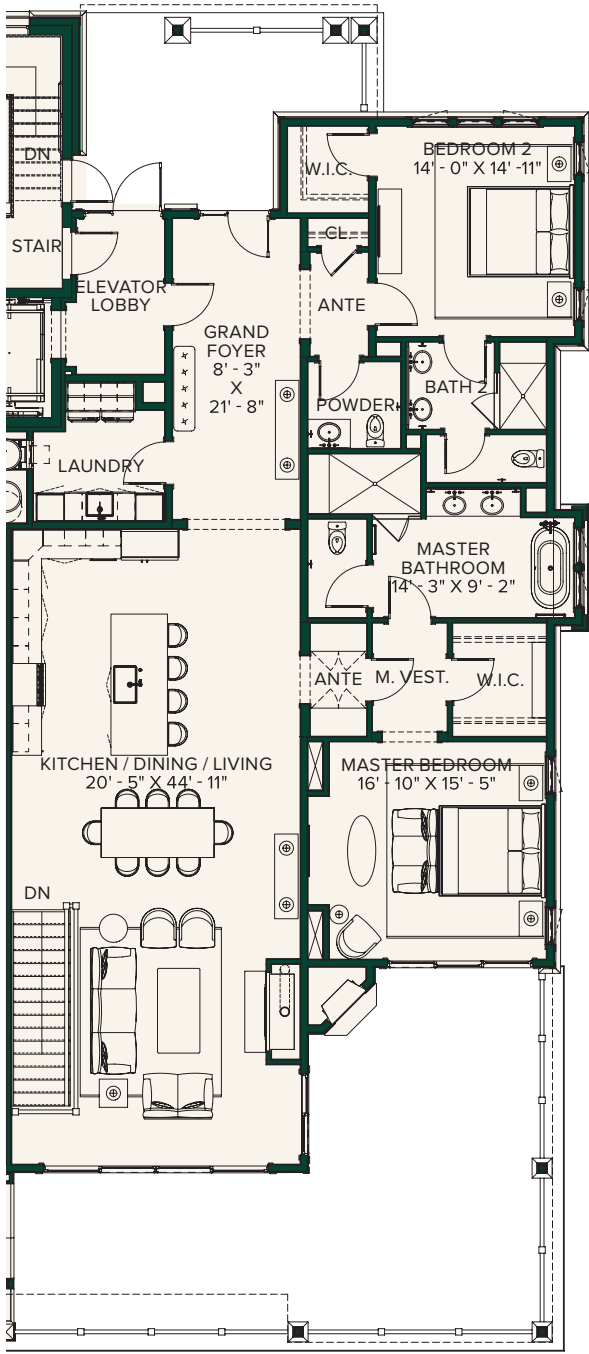 DN
W.I.C.
BEDROOM 2
14' - 0" X 14' -11"
STAIR
CL.
ELEVATOR
LOBBY
ANTE
GRAND
FOYER
8' - 3"
X
21' - 8"
BATH 2
POWDER
LAUNDRY
MASTER
BATHROOM
14' - 3" X 9' - 2"
ANTE
M. VEST.
W.I.C.
KITCHEN / DINING / LIVING
20' - 5" X 44' - 11"
MASTER BEDROOM
16' - 10" X 15' - 5"
DN